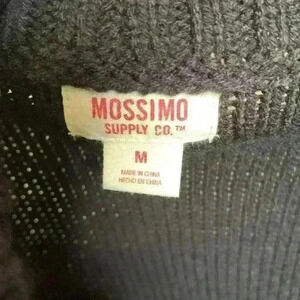 MOSSIMO
SUPPLY CO.™
M
MADE IN CHINA
HECHO EN CHINA